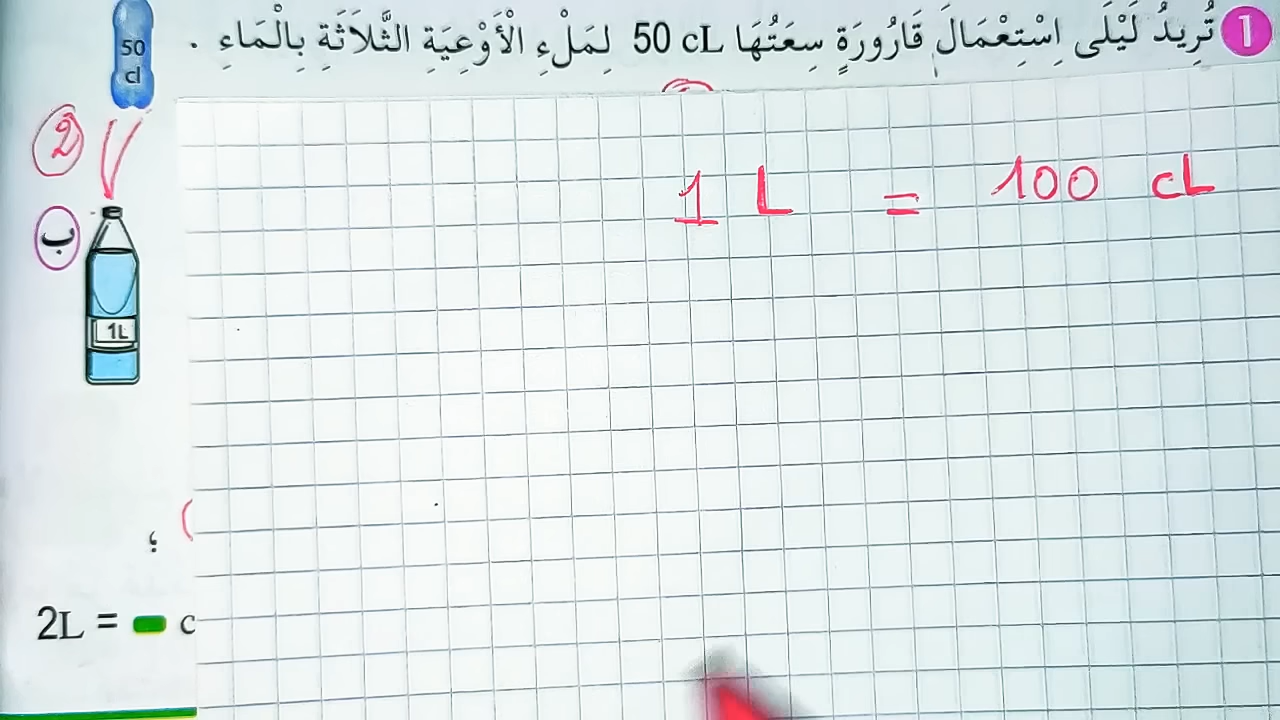 1 تُرِيدُ لَيْلَى اِسْتِعْمَالَ قَارُورَةٍ سِعَتُهَا 50 cL لِمَلْءِ الْأَوْعِيَةِ الثَّلَاثَةِ بِالْمَاءِ .
50
cl
2
1 L = 100 cL
ب
1L
؛
2L = c